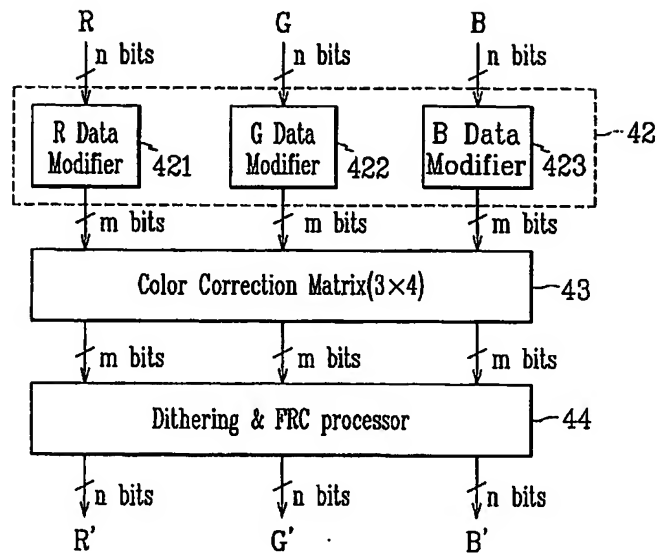 R G B
n bits n bits n bits
R Data Modifier 421 G Data Modifier 422 B Data Modifier 423 42
m bits m bits m bits
Color Correction Matrix(3×4) 43
m bits m bits m bits
Dithering & FRC processor 44
n bits n bits n bits
R' G' B'